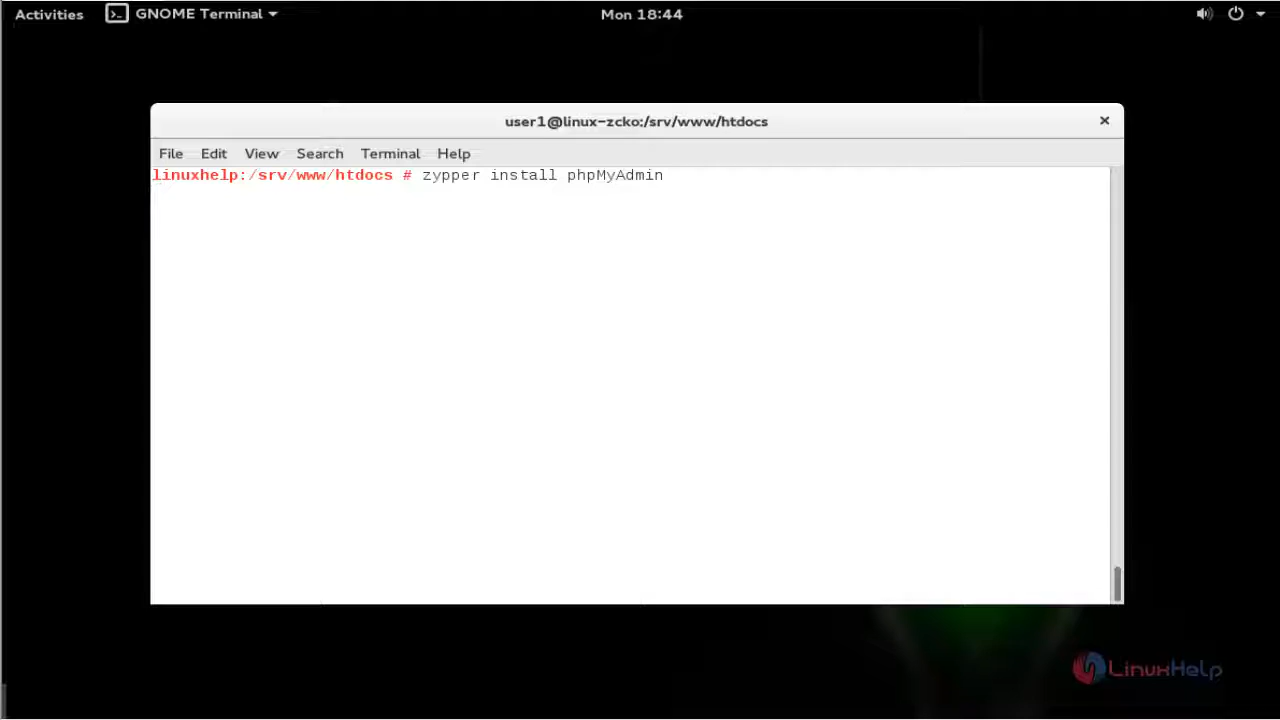 Activities GNOME Terminal Mon 18:44
user1@linux-zcko:/srv/www/htdocs
File Edit View Search Terminal Help
linuxhelp:/srv/www/htdocs # zypper install phpMyAdmin
LinuxHelp